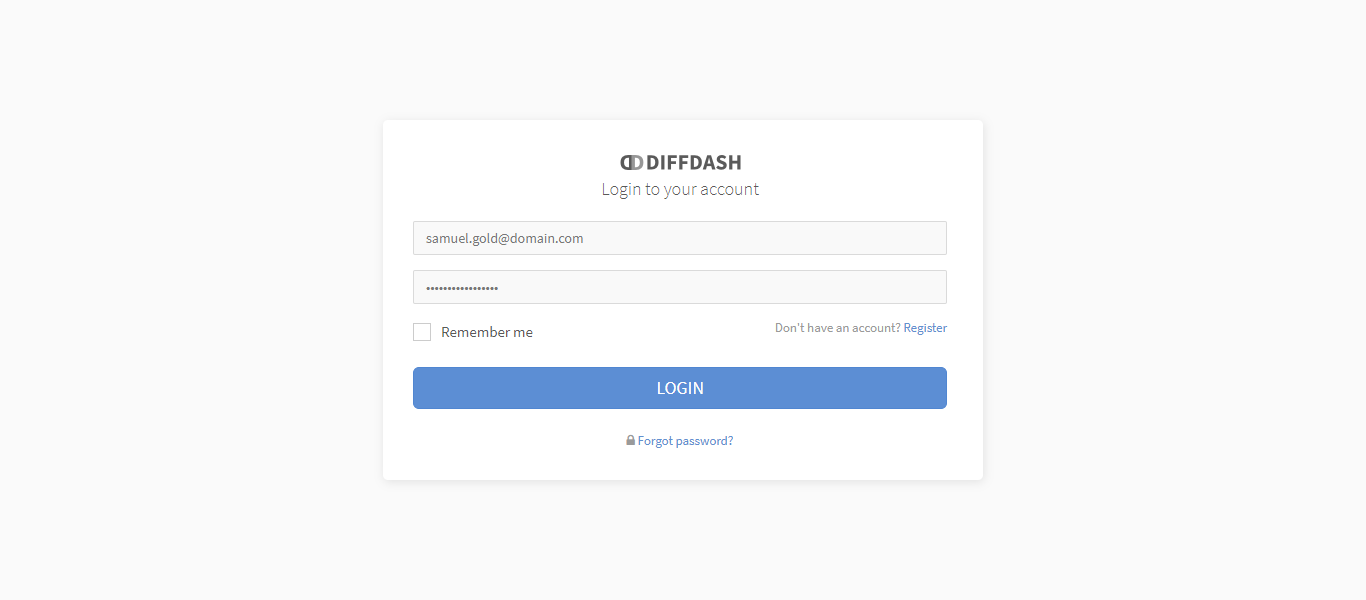 DIFFDASH
Login to your account
samuel.gold@domain.com
•••••••••••••••••
Remember me
Don't have an account? Register
LOGIN
Forgot password?